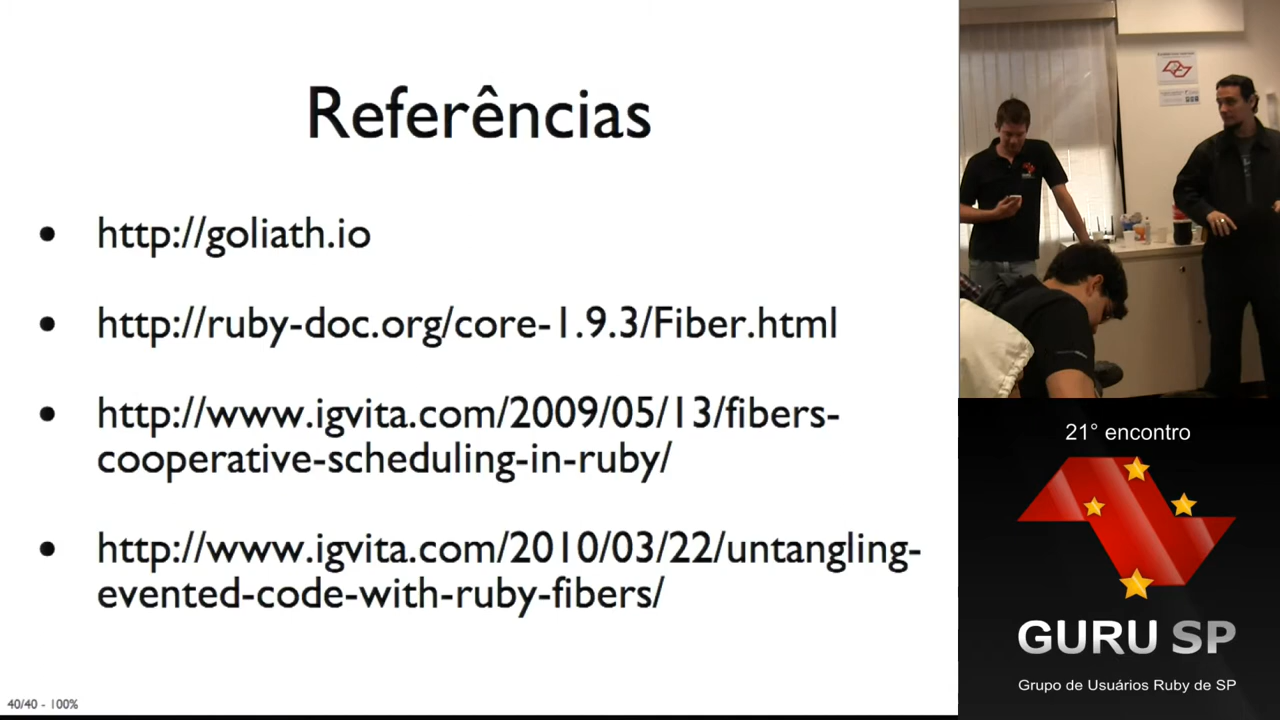 Referências
• http://goliath.io
• http://ruby-doc.org/core-1.9.3/Fiber.html
• http://www.igvita.com/2009/05/13/fibers-
cooperative-scheduling-in-ruby/
• http://www.igvita.com/2010/03/22/untangling-
evented-code-with-ruby-fibers/
40/40 - 100%
21° encontro
GURU SP
Grupo de Usuários Ruby de SP